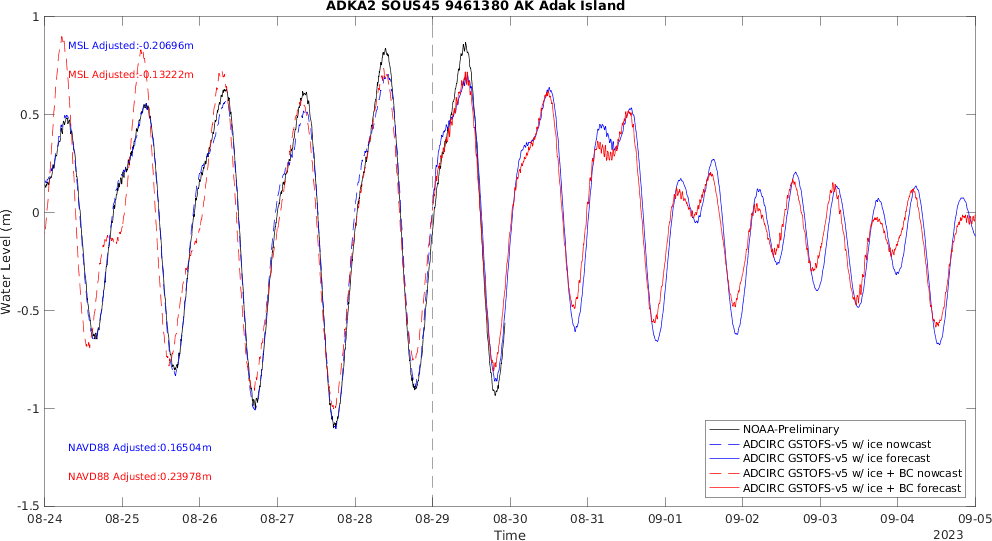 ADKA2 SOUS45 9461380 AK Adak Island
1
MSL Adjusted:-0.20696m
MSL Adjusted:-0.13222m
0.5
0
Water Level (m)
-0.5
-1
NAVD88 Adjusted:0.16504m
NAVD88 Adjusted:0.23978m
-1.5
NOAA-Preliminary
ADCIRC GSTOFS-v5 w/ ice nowcast
ADCIRC GSTOFS-v5 w/ ice forecast
ADCIRC GSTOFS-v5 w/ ice + BC nowcast
ADCIRC GSTOFS-v5 w/ ice + BC forecast
08-24 08-25 08-26 08-27 08-28 08-29 08-30 08-31 09-01 09-02 09-03 09-04 09-05
Time
2023